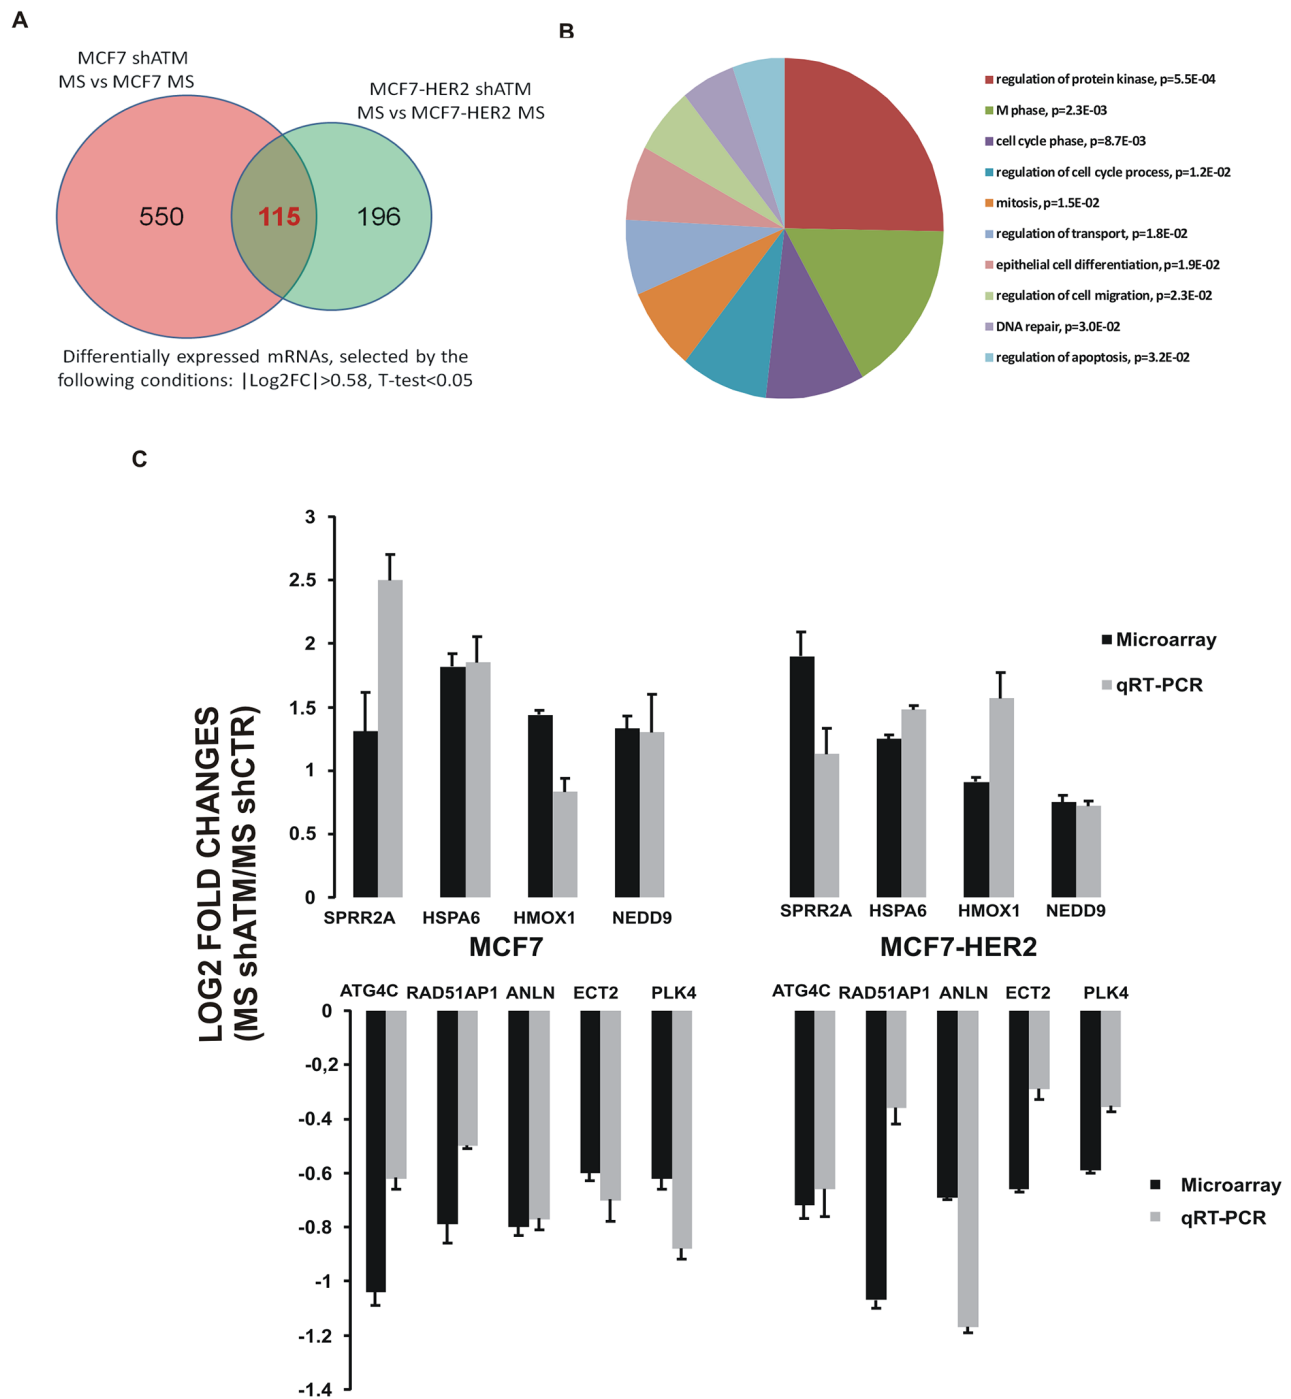 A
B
MCF7 shATM
MS vs MCF7 MS
MCF7-HER2 shATM
MS vs MCF7-HER2 MS
550
115
196
Differentially expressed mRNAs, selected by the
following conditions: |Log2FC|>0.58, T-test<0.05
regulation of protein kinase, p=5.5E-04
M phase, p=2.3E-03
cell cycle phase, p=8.7E-03
regulation of cell cycle process, p=1.2E-02
mitosis, p=1.5E-02
regulation of transport, p=1.8E-02
epithelial cell differentiation, p=1.9E-02
regulation of cell migration, p=2.3E-02
DNA repair, p=3.0E-02
regulation of apoptosis, p=3.2E-02
C
LOG2 FOLD CHANGES
(MS shATM/MS shCTR)
3
2.5
2
1.5
1
0.5
0
SPRR2A HSPA6 HMOX1 NEDD9
MCF7
SPRR2A HSPA6 HMOX1 NEDD9
MCF7-HER2
Microarray
qRT-PCR
ATG4C RAD51AP1 ANLN ECT2 PLK4
ATG4C RAD51AP1 ANLN ECT2 PLK4
0
-0,2
-0.4
-0.6
-0.8
-1
-1.2
-1.4
Microarray
qRT-PCR